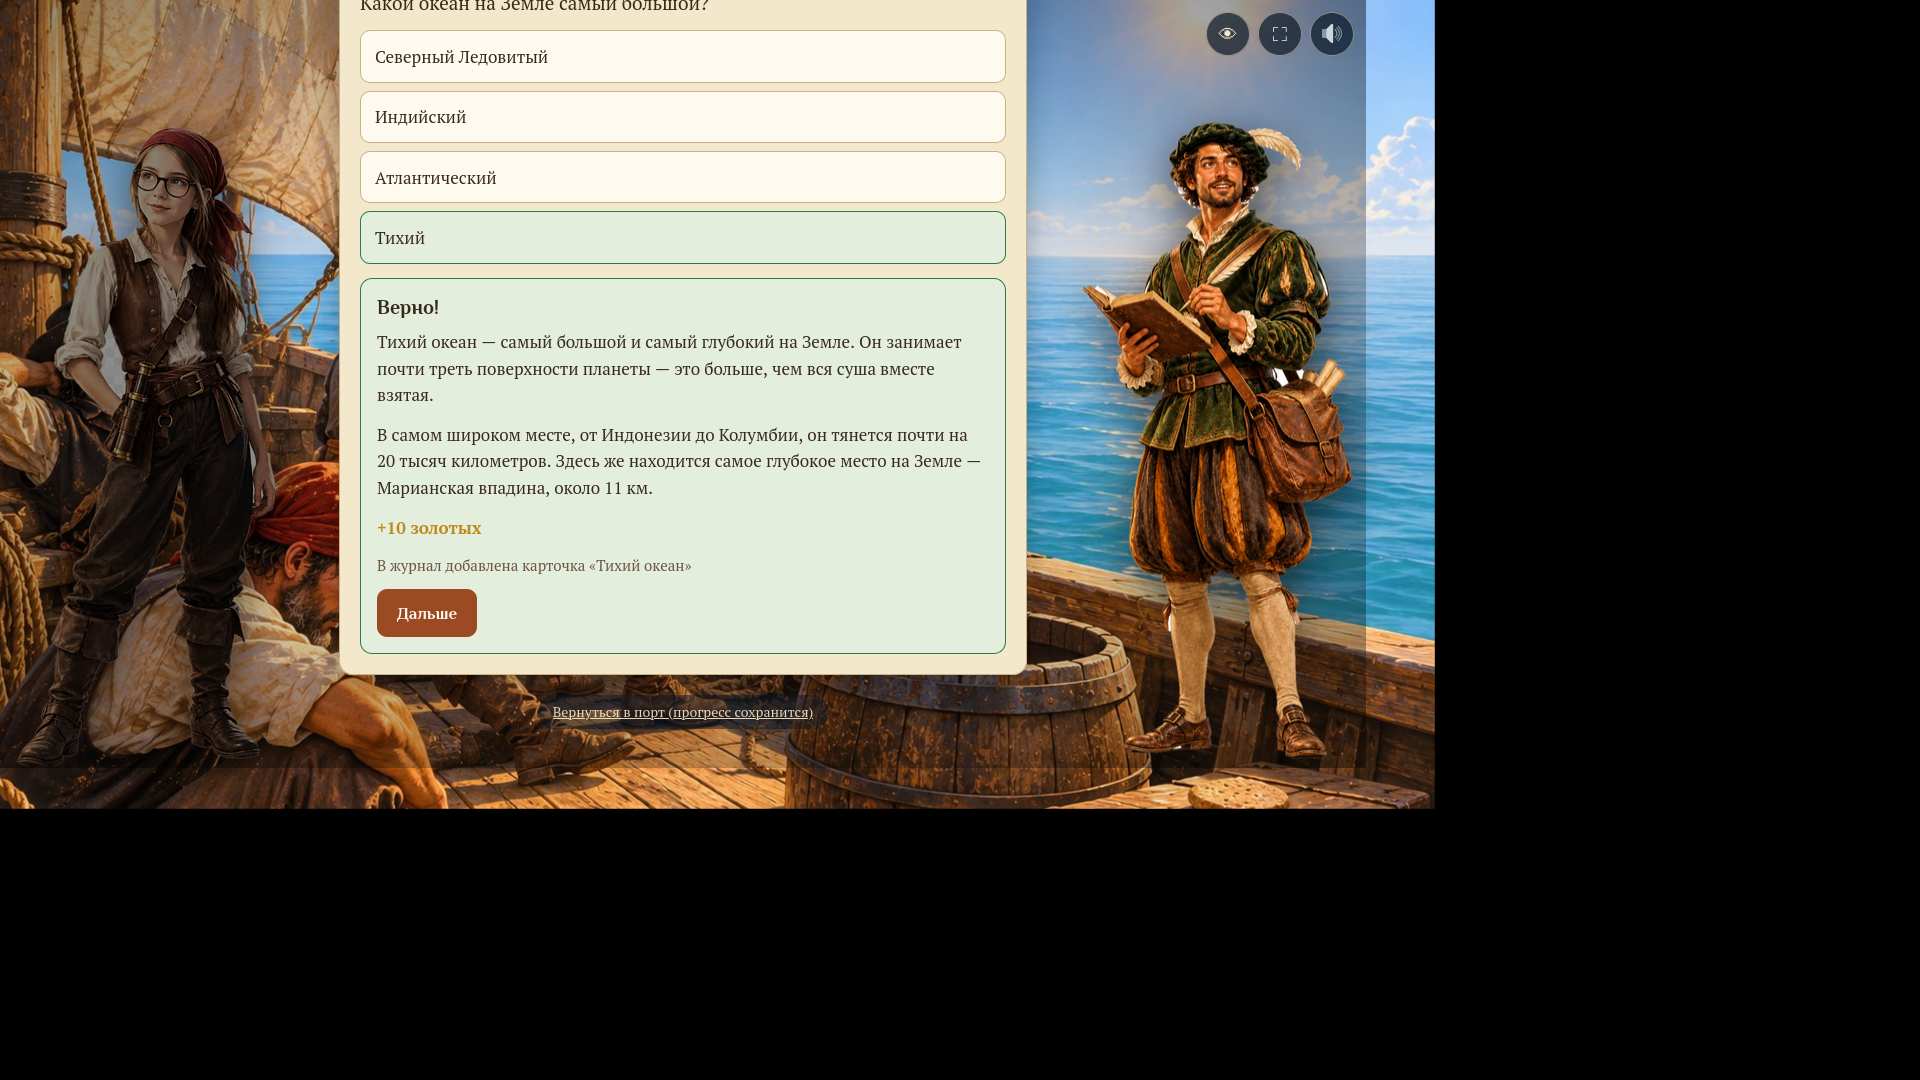 Какой океан на Земле самый большой?
Северный Ледовитый
Индийский
Атлантический
Тихий
Верно!
Тихий океан — самый большой и самый глубокий на Земле. Он занимает
почти треть поверхности планеты — это больше, чем вся суша вместе
взятая.
В самом широком месте, от Индонезии до Колумбии, он тянется почти на
20 тысяч километров. Здесь же находится самое глубокое место на Земле —
Марианская впадина, около 11 км.
+10 золотых
В журнал добавлена карточка «Тихий океан»
Дальше
Вернуться в порт (прогресс сохранится)